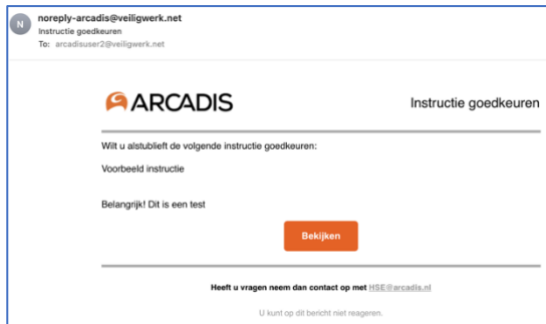 N
noreply-arcadis@veiligwerk.net
Instructie goedkeuren
To: arcadisuser2@veiligwerk.net
ARCADIS
Instructie goedkeuren
Wilt u alstublieft de volgende instructie goedkeuren:
Voorbeeld instructie
Belangrijk! Dit is een test
Bekijken
Heeft u vragen neem dan contact op met HSE@arcadis.nl
U kunt op dit bericht niet reageren.